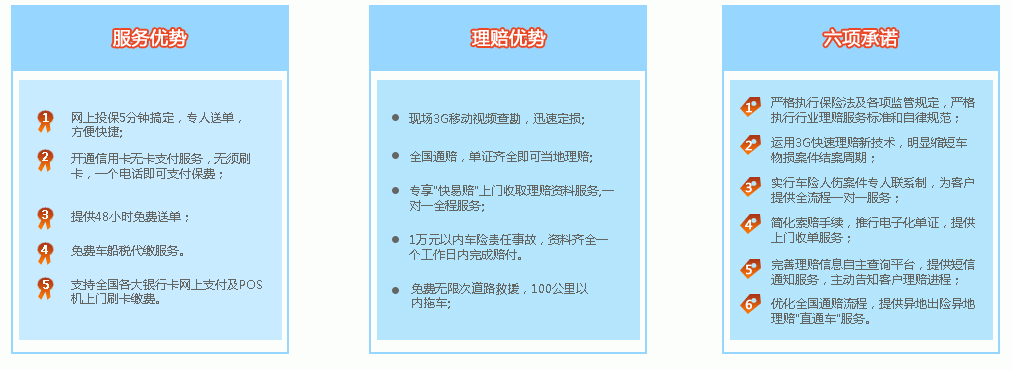 服务优势
1 网上投保5分钟搞定，专人送单，
方便快捷;
2 开通信用卡无卡支付服务，无须刷
卡，一个电话即可支付保费；
3 提供48小时免费送单；
4 免费车船税代缴服务。
5 支持全国各大银行卡网上支付及POS
机上门刷卡缴费。
理赔优势
现场3G移动视频查勘，迅速定损;
全国通赔，单证齐全即可当地理赔;
专享"快易赔"上门收取理赔资料服务,一
对一全程服务;
1万元以内车险责任事故，资料齐全一
个工作日内完成赔付。
免费无限次道路救援，100公里以
内拖车;
六项承诺
1 严格执行保险法及各项监管规定，严格
执行行业理赔服务标准和自律规范；
2 运用3G快速理赔新技术，明显缩短车
物损案件结案周期；
3 实行车险人伤案件专人联系制，为客户
提供全流程一对一服务；
4 简化索赔手续，推行电子化单证，提供
上门收单服务；
5 完善理赔信息自主查询平台，提供短信
通知服务，主动告知客户理赔进程；
6 优化全国通赔流程，提供异地出险异地
理赔"直通车"服务。